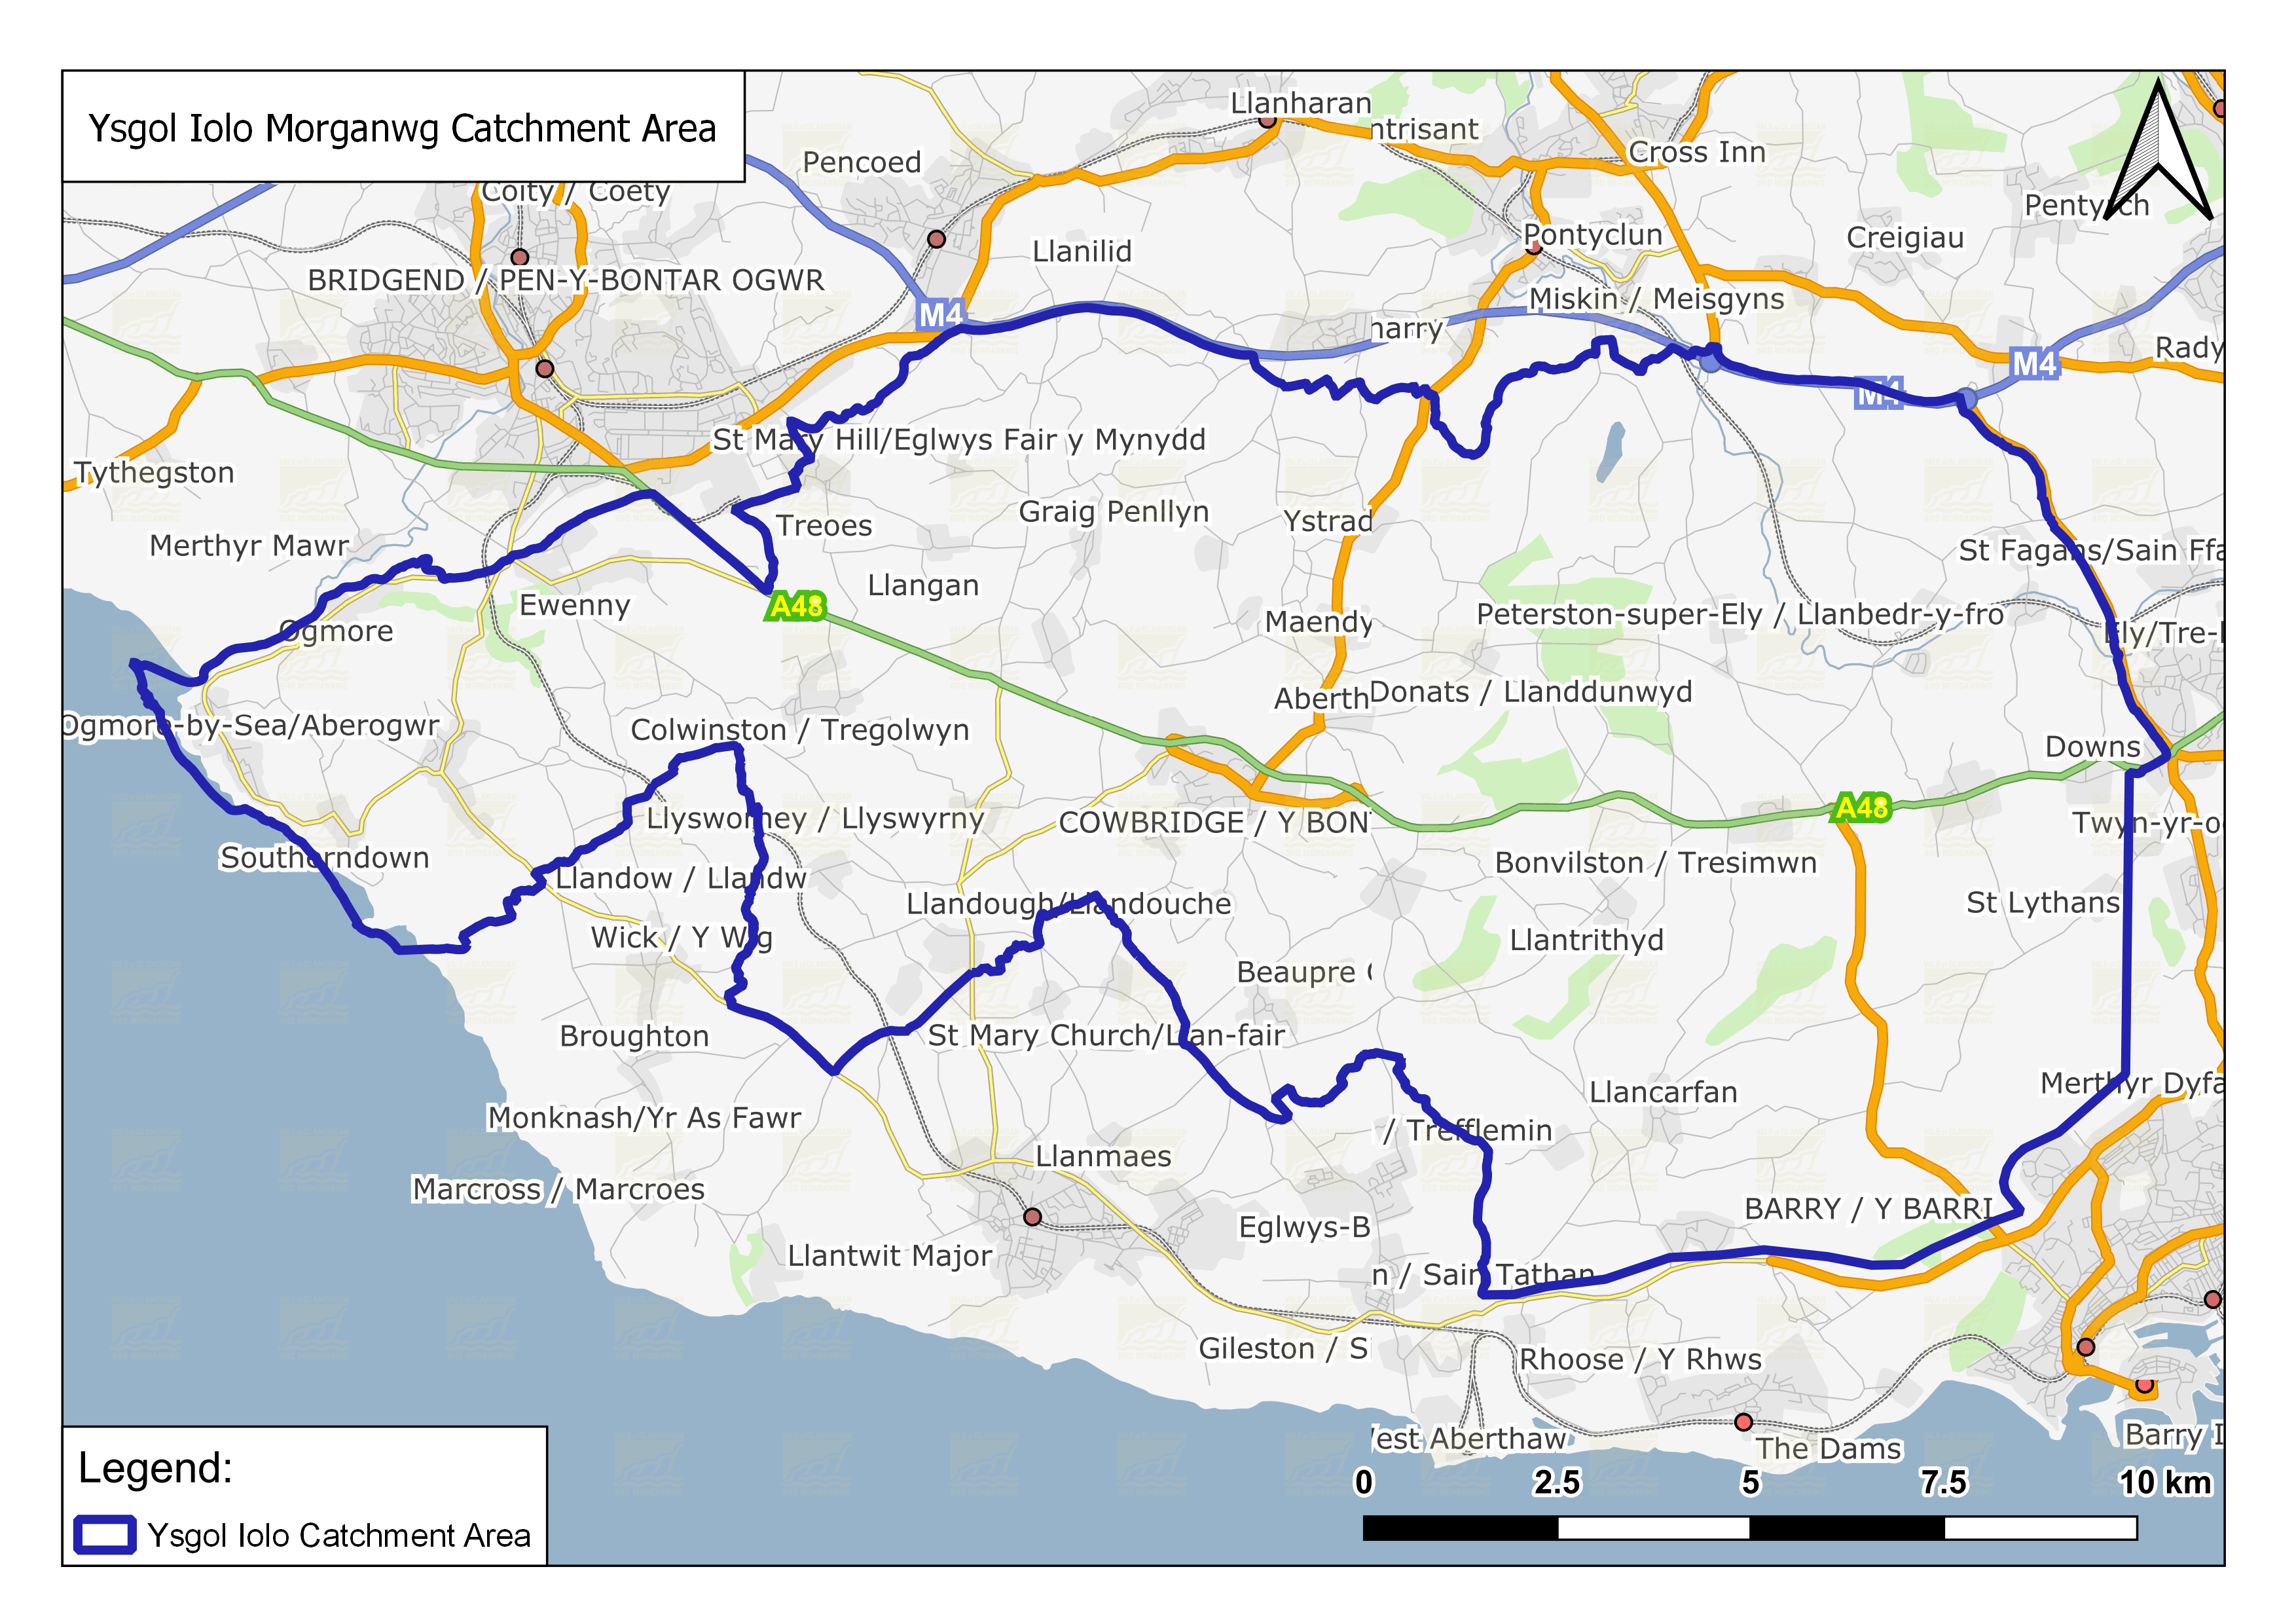 Ysgol Iolo Morganwg Catchment Area
Llanharan
ntrisant
Cross Inn
Pencoed
Coity / Coety
Pentyrch
Llanilid
Pontyclun
Creigiau
BRIDGEND / PEN-Y-BONTAR OGWR
Miskin / Meisgyns
M4
harry
Rady
M4
M4
St Mary Hill/Eglwys Fair y Mynydd
Tythegston
Graig Penllyn
Ystrad
Treoes
Merthyr Mawr
St Fagans/Sain Ffa
Llangan
A48
Ewenny
Peterston-super-Ely / Llanbedr-y-fro
Maendy
Ogmore
Ely/Tre-l
Donats / Llanddunwyd
Aberth
Ogmore-by-Sea/Aberogwr
Colwinston / Tregolwyn
Downs
A48
Llysworney / Llyswyrny
COWBRIDGE / Y BON
Twyn-yr-o
Southerndown
Bonvilston / Tresimwn
Llandow / Llandw
Llandough/Llandouche
St Lythans
Wick / Y Wig
Llantrithyd
Beaupre
Broughton
St Mary Church/Llan-fair
Merthyr Dyfa
Llancarfan
Monknash/Yr As Fawr
/ Trefflemin
Llanmaes
Marcross / Marcroes
BARRY / Y BARRI
Eglwys-B
Llantwit Major
n / Sain Tathan
Gileston / S
Rhoose / Y Rhws
est Aberthaw
The Dams
Barry I
Legend:
Ysgol Iolo Catchment Area
0 2.5 5 7.5 10 km